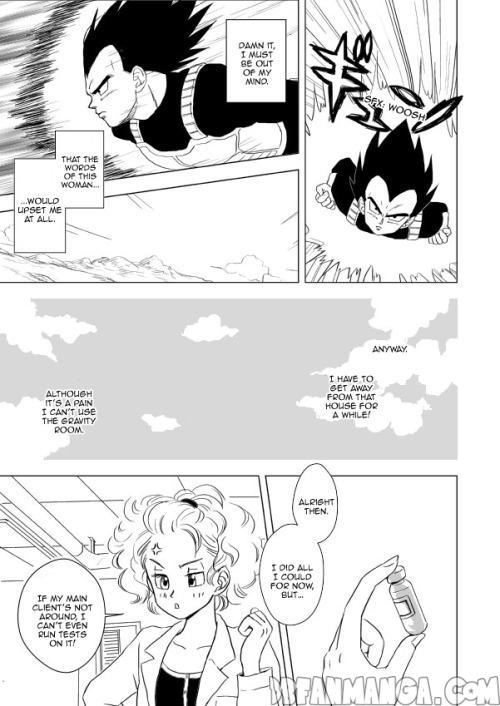 SFX: WOOSH
DAMN IT,
I MUST
BE OUT
OF MY
MIND.
THAT THE
WORDS
OF THIS
WOMAN...
...WOULD
UPSET ME
AT ALL.
ANYWAY.
I HAVE TO
GET AWAY
FROM THAT
HOUSE FOR
A WHILE!
ALTHOUGH
IT'S A PAIN
I CAN'T USE
THE GRAVITY
ROOM.
ALRIGHT
THEN.
I DID ALL
I COULD
FOR NOW,
BUT...
IF MY MAIN
CLIENT'S NOT
AROUND, I
CAN'T EVEN
RUN TESTS
ON IT!
DBFANMANGA.COM